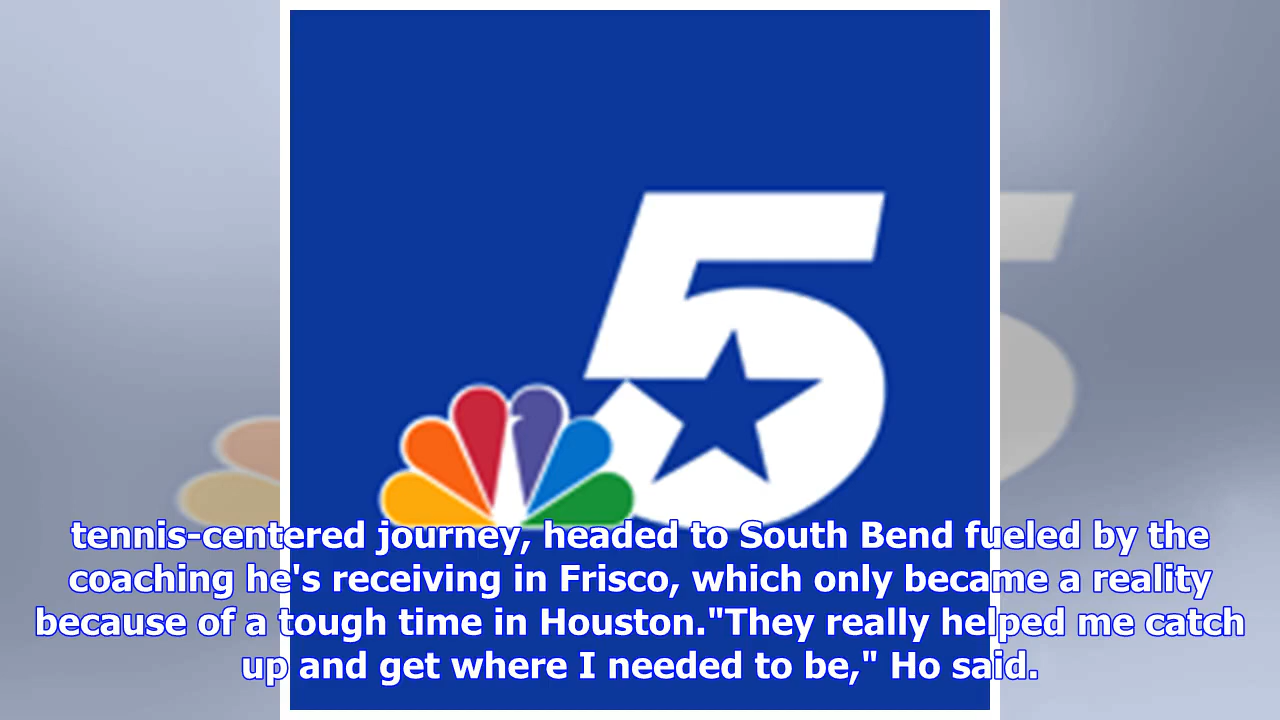 5
tennis-centered journey, headed to South Bend fueled by the
coaching he's receiving in Frisco, which only became a reality
because of a tough time in Houston."They really helped me catch
up and get where I needed to be," Ho said.